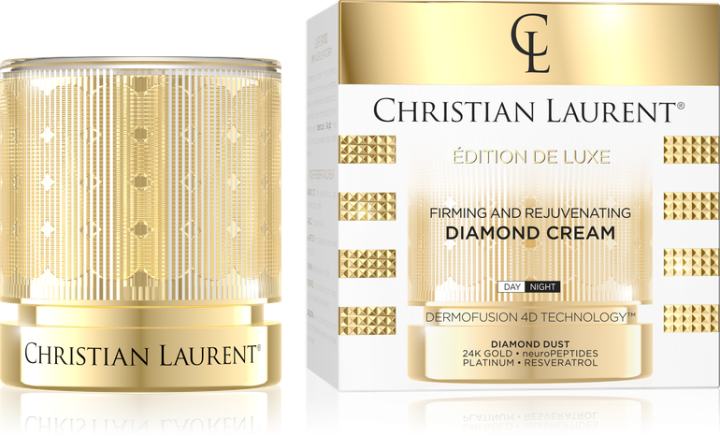 CHRISTIAN LAURENT®
CL
CHRISTIAN LAURENT®
ÉDITION DE LUXE
FIRMING AND REJUVENATING
DIAMOND CREAM
DAY NIGHT
DERMOFUSION 4D TECHNOLOGY™
DIAMOND DUST
24K GOLD • neuroPEPTIDES
PLATINUM • RESVERATROL